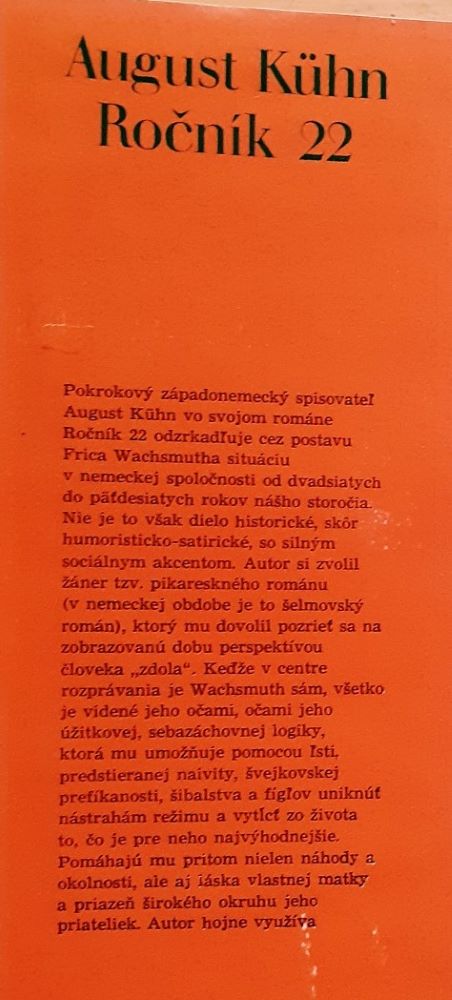 August Kühn
Ročník 22
Pokrokový západonemecký spisovateľ
August Kühn vo svojom románe
Ročník 22 odzrkadľuje cez postavu
Frica Wachsmutha situáciu
v nemeckej spoločnosti od dvadsiatych
do päťdesiatych rokov nášho storočia.
Nie je to však dielo historické, skôr
humoristicko-satirické, so silným
sociálnym akcentom. Autor si zvolil
žáner tzv. pikareskného románu
(v nemeckej obdobe je to šelmovský
román), ktorý mu dovolil pozrieť sa na
zobrazovanú dobu perspektívou
človeka „zdola“. Keďže v centre
rozprávania je Wachsmuth sám, všetko
je videné jeho očami, očami jeho
úžitkovej, sebazáchovnej logiky,
ktorá mu umožňuje pomocou ľsti,
predstieranej naivity, švejkovskej
prefíkanosti, šibalstva a fígľov uniknúť
nástrahám režimu a vytĺcť zo života
to, čo je pre neho najvýhodnejšie.
Pomáhajú mu pritom nielen náhody a
okolnosti, ale aj láska vlastnej matky
a priazeň širokého okruhu jeho
priateliek. Autor hojne využíva